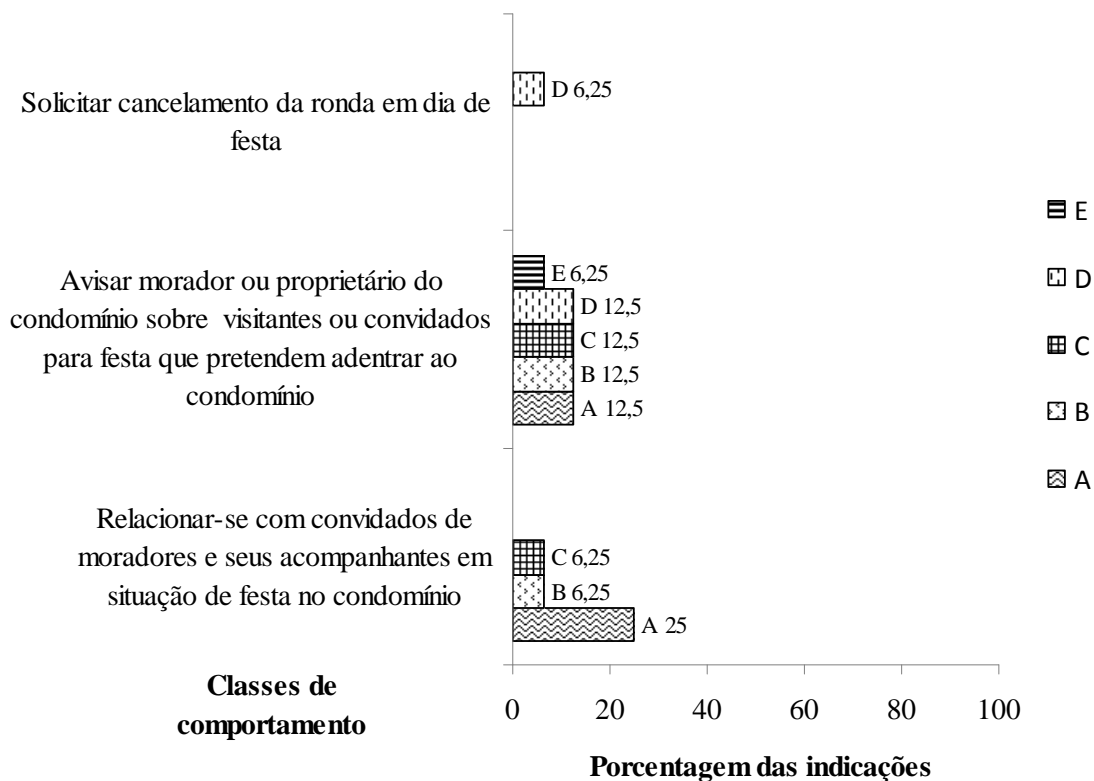 Solicitar cancelamento da ronda em dia de
festa
D 6,25
Avisar morador ou proprietário do
condomínio sobre visitantes ou convidados
para festa que pretendem adentrar ao
condomínio
E 6,25
D 12,5
C 12,5
B 12,5
A 12,5
Relacionar-se com convidados de
moradores e seus acompanhantes em
situação de festa no condomínio
C 6,25
B 6,25
A 25
E
D
C
B
A
Classes de
comportamento
0 20 40 60 80 100
Porcentagem das indicações